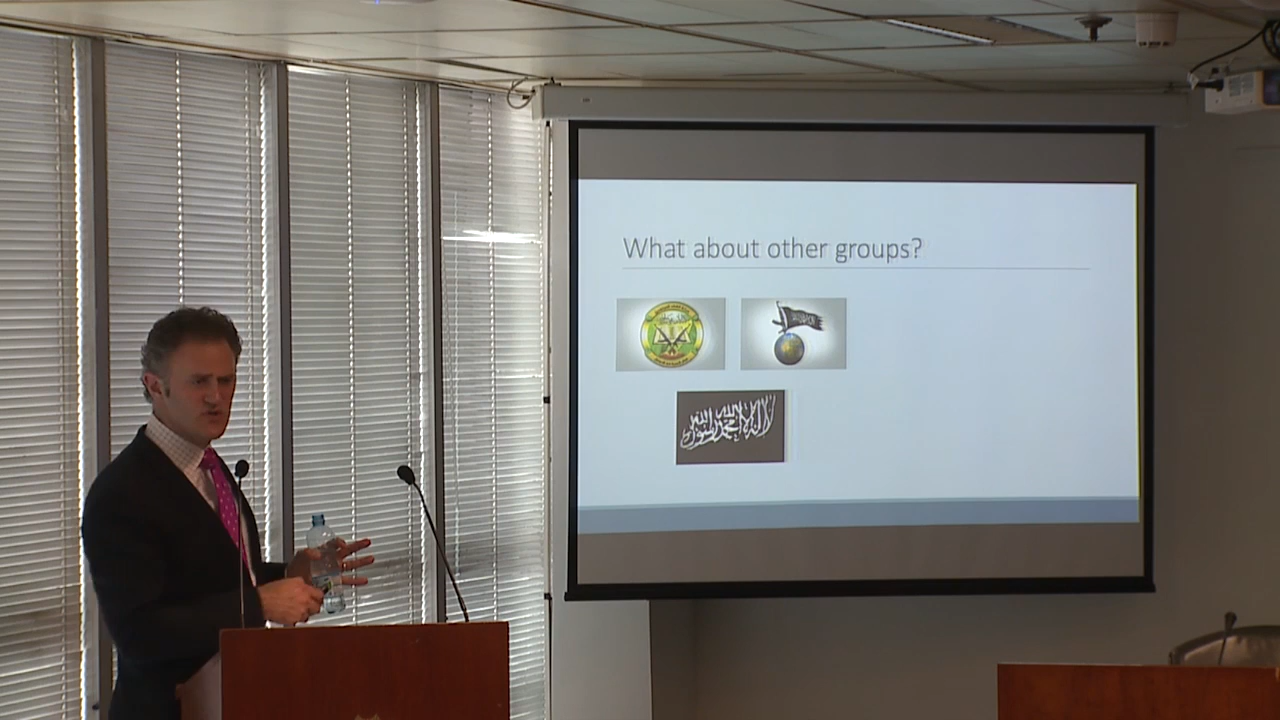 What about other groups?
لا إله إلا الله محمد رسول الله